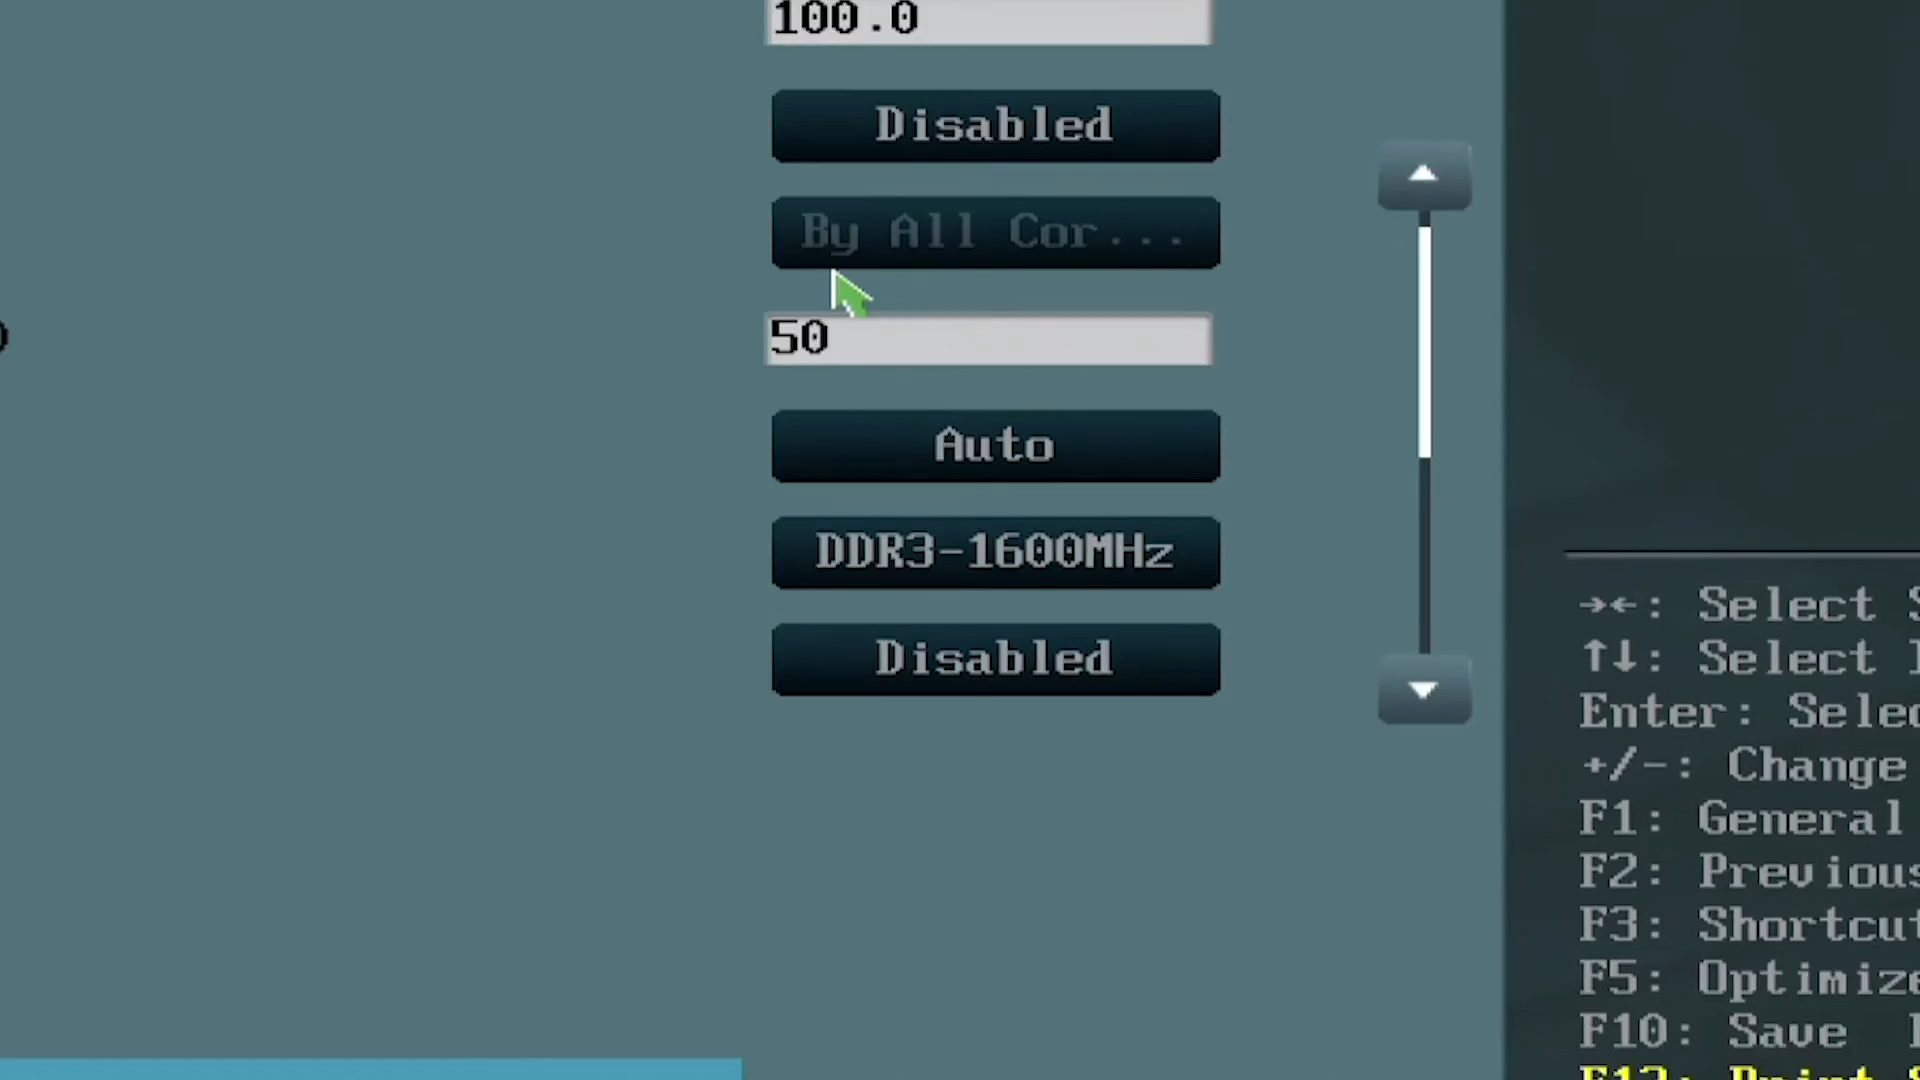 100.0
Disabled
By All Cor...
50
Auto
DDR3-1600MHz
Disabled
→←: Select
↑↓: Select
Enter:
+/-: Change
F1: General
F2: Previous
F3: Shortcut
F5: Optimize
F10: Save